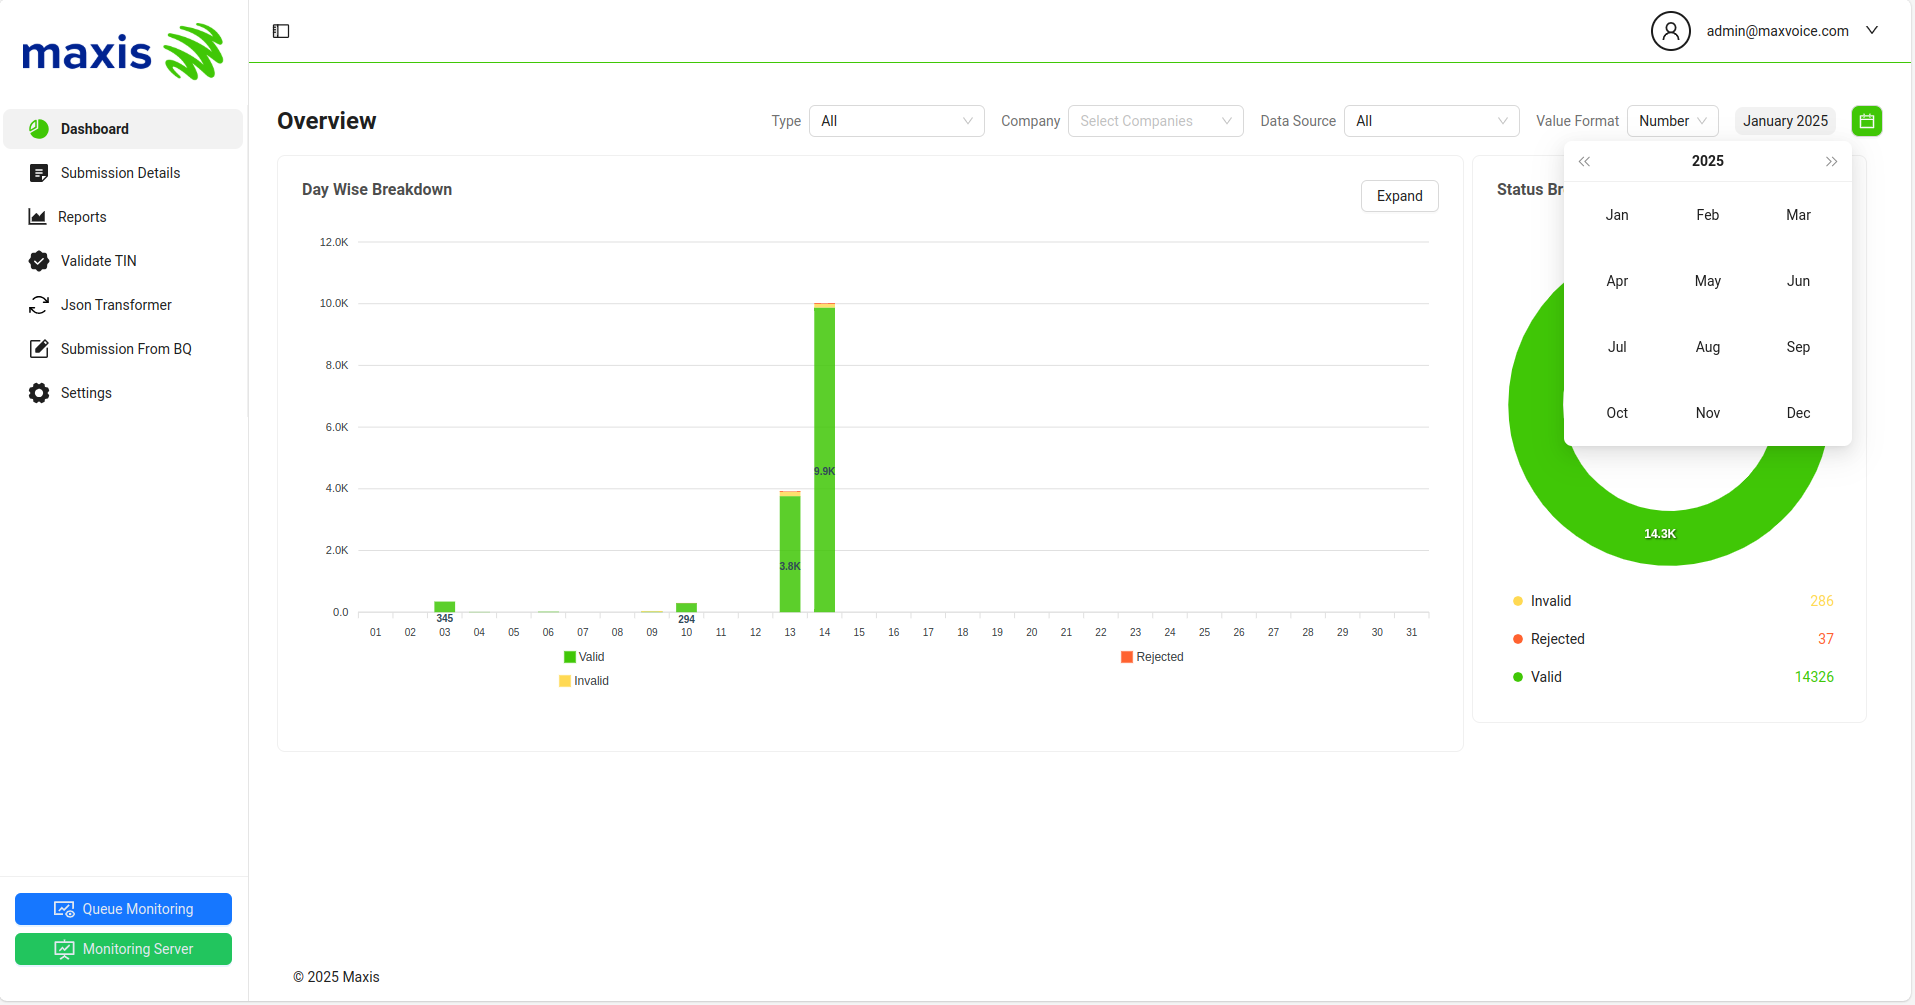 maxis
admin@maxvoice.com
Dashboard
Submission Details
Reports
Validate TIN
Json Transformer
Submission From BQ
Settings
Queue Monitoring
Monitoring Server
Overview
Type All Company Select Companies Data Source All Value Format Number January 2025
Day Wise Breakdown
Expand
12.0K
10.0K
8.0K
6.0K
4.0K
2.0K
0.0
9.9K
3.8K
345
294
01 02 03 04 05 06 07 08 09 10 11 12 13 14 15 16 17 18 19 20 21 22 23 24 25 26 27 28 29 30 31
Valid Rejected
Invalid
Status Br
2025
Jan Feb Mar
Apr May Jun
Jul Aug Sep
Oct Nov Dec
14.3K
Invalid 286
Rejected 37
Valid 14326
© 2025 Maxis